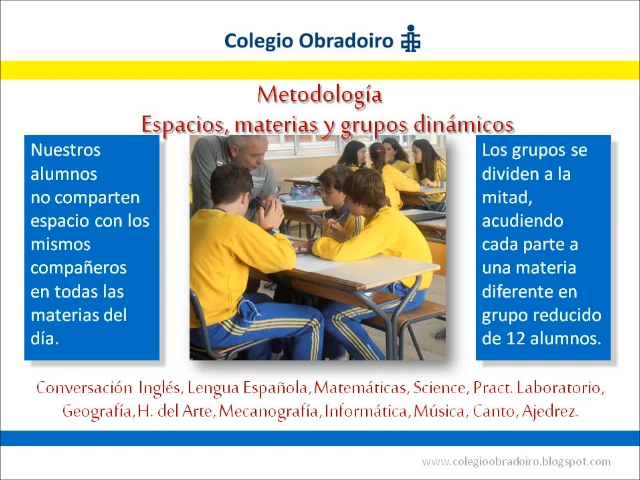 Colegio Obradoiro
Metodología
Espacios, materias y grupos dinámicos
Nuestros
alumnos
no comparten
espacio con los
mismos
compañeros
en todas las
materias del
día.
Los grupos se
dividen a la
mitad,
acudiendo
cada parte a
una materia
diferente en
grupo reducido
de 12 alumnos.
Conversación Inglés, Lengua Española, Matemáticas, Science, Pract. Laboratorio,
Geografía, H. del Arte, Mecanografía, Informática, Música, Canto, Ajedrez.
www.colegioobradoiro.blogspot.com